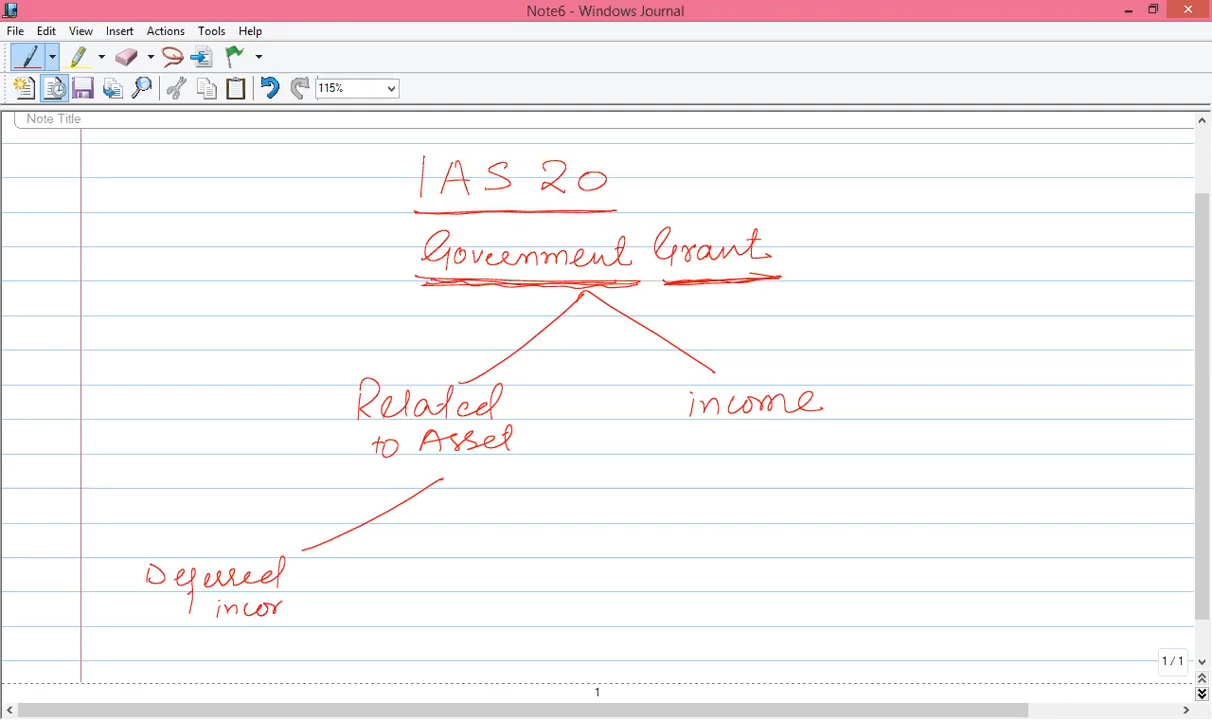 Note6 - Windows Journal
File Edit View Insert Actions Tools Help
115%
Note Title
IAS 20
Government Grant
Related income
to Asset
Deferred
incor
1 / 1
1